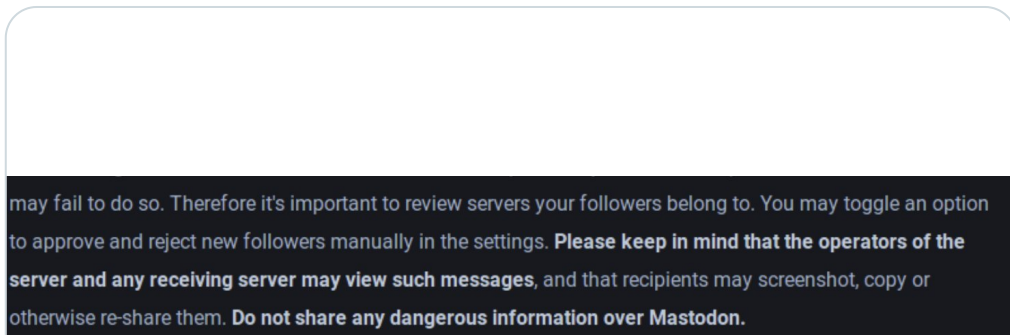 may fail to do so. Therefore it's important to review servers your followers belong to. You may toggle an option
to approve and reject new followers manually in the settings. Please keep in mind that the operators of the
server and any receiving server may view such messages, and that recipients may screenshot, copy or
otherwise re-share them. Do not share any dangerous information over Mastodon.